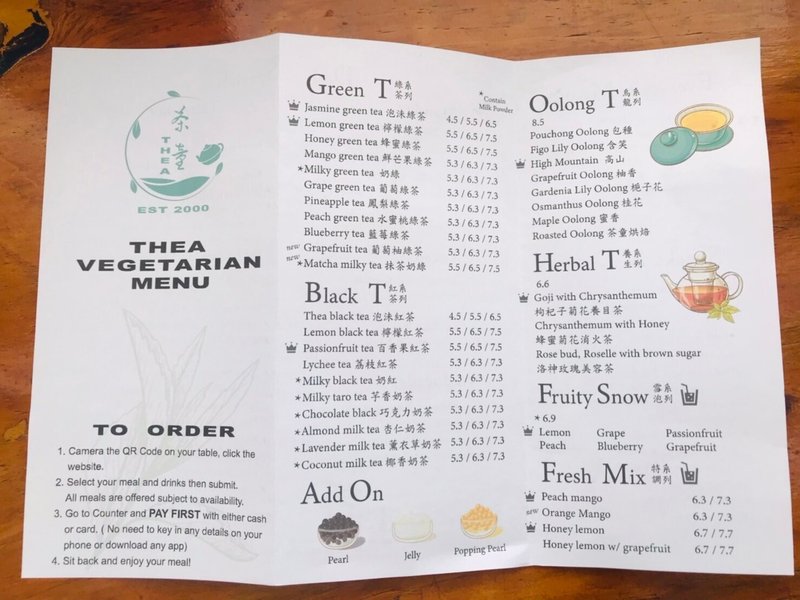 茶童
THEA
EST 2000
THEA
VEGETARIAN
MENU
TO ORDER
1. Camera the QR Code on your table, click the
website.
2. Select your meal and drinks then submit.
All meals are offered subject to availability.
3. Go to Counter and PAY FIRST with either cash
or card. ( No need to key in any details on your
phone or download any app)
4. Sit back and enjoy your meal!
Green T 綠系茶列
* Contain
Milk Powder
Jasmine green tea 泡沫綠茶 4.5 / 5.5 / 6.5
Lemon green tea 檸檬綠茶 5.5 / 6.5 / 7.5
Honey green tea 蜂蜜綠茶 5.5 / 6.5 / 7.5
Mango green tea 鮮芒果綠茶 5.3 / 6.3 / 7.3
* Milky green tea 奶綠 5.3 / 6.3 / 7.3
Grape green tea 葡萄綠茶 5.3 / 6.3 / 7.3
Pineapple tea 鳳梨綠茶 5.3 / 6.3 / 7.3
Peach green tea 水蜜桃綠茶 5.3 / 6.3 / 7.3
Blueberry tea 藍莓綠茶 5.3 / 6.3 / 7.3
new Grapefruit tea 葡萄柚綠茶 5.3 / 6.3 / 7.3
new * Matcha milky tea 抹茶奶綠 5.5 / 6.5 / 7.5
Black T 紅系茶列
Thea black tea 泡沫紅茶 4.5 / 5.5 / 6.5
Lemon black tea 檸檬紅茶 5.5 / 6.5 / 7.5
Passionfruit tea 百香果紅茶 5.5 / 6.5 / 7.5
Lychee tea 荔枝紅茶 5.3 / 6.3 / 7.3
* Milky black tea 奶紅 5.3 / 6.3 / 7.3
* Milky taro tea 芋香奶茶 5.3 / 6.3 / 7.3
* Chocolate black 巧克力奶茶 5.3 / 6.3 / 7.3
* Almond milk tea 杏仁奶茶 5.3 / 6.3 / 7.3
* Lavender milk tea 薰衣草奶茶 5.3 / 6.3 / 7.3
* Coconut milk tea 椰香奶茶 5.3 / 6.3 / 7.3
Add On
Pearl Jelly Popping Pearl
Oolong T 烏系龍列
8.5
Pouchong Oolong 包種
Figo Lily Oolong 含笑
High Mountain 高山
Grapefruit Oolong 柚香
Gardenia Lily Oolong 梔子花
Osmanthus Oolong 桂花
Maple Oolong 蜜香
Roasted Oolong 茶童烘焙
Herbal T 養系生列
6.6
Goji with Chrysanthemum
枸杞子菊花養目茶
Chrysanthemum with Honey
蜂蜜菊花消火茶
Rose bud, Roselle with brown sugar
洛神玫瑰美容茶
Fruity Snow 雪系泡列
* 6.9
Lemon Grape Passionfruit
Peach Blueberry Grapefruit
Fresh Mix 特系調列
Peach mango 6.3 / 7.3
new Orange Mango 6.3 / 7.3
Honey lemon 6.7 / 7.7
Honey lemon w/ grapefruit 6.7 / 7.7